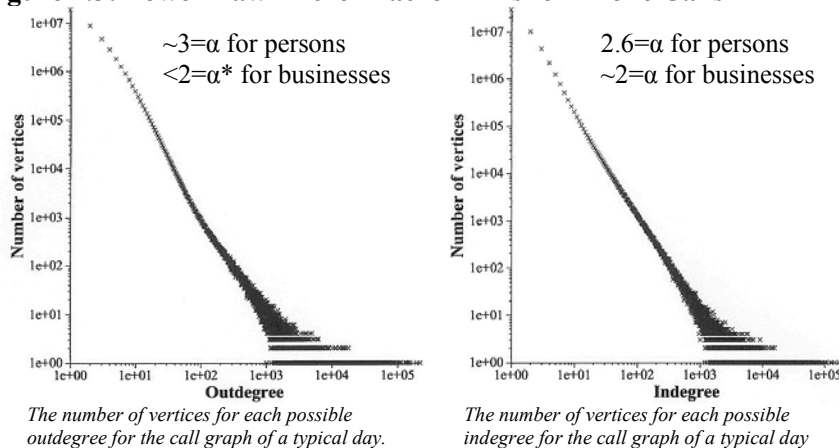 ~3=α for persons
<2=α* for businesses
Number of vertices
1e+07
1e+06
1e+05
1e+04
1e+03
1e+02
1e+01
1e+00
1e+00 1e+01 1e+02 1e+03 1e+04 1e+05
Outdegree
The number of vertices for each possible
outdegree for the call graph of a typical day.
2.6=α for persons
~2=α for businesses
Number of vertices
1e+07
1e+06
1e+05
1e+04
1e+03
1e+02
1e+01
1e+00
1e+00 1e+01 1e+02 1e+03 1e+04 1e+05
Indegree
The number of vertices for each possible
indegree for the call graph of a typical day